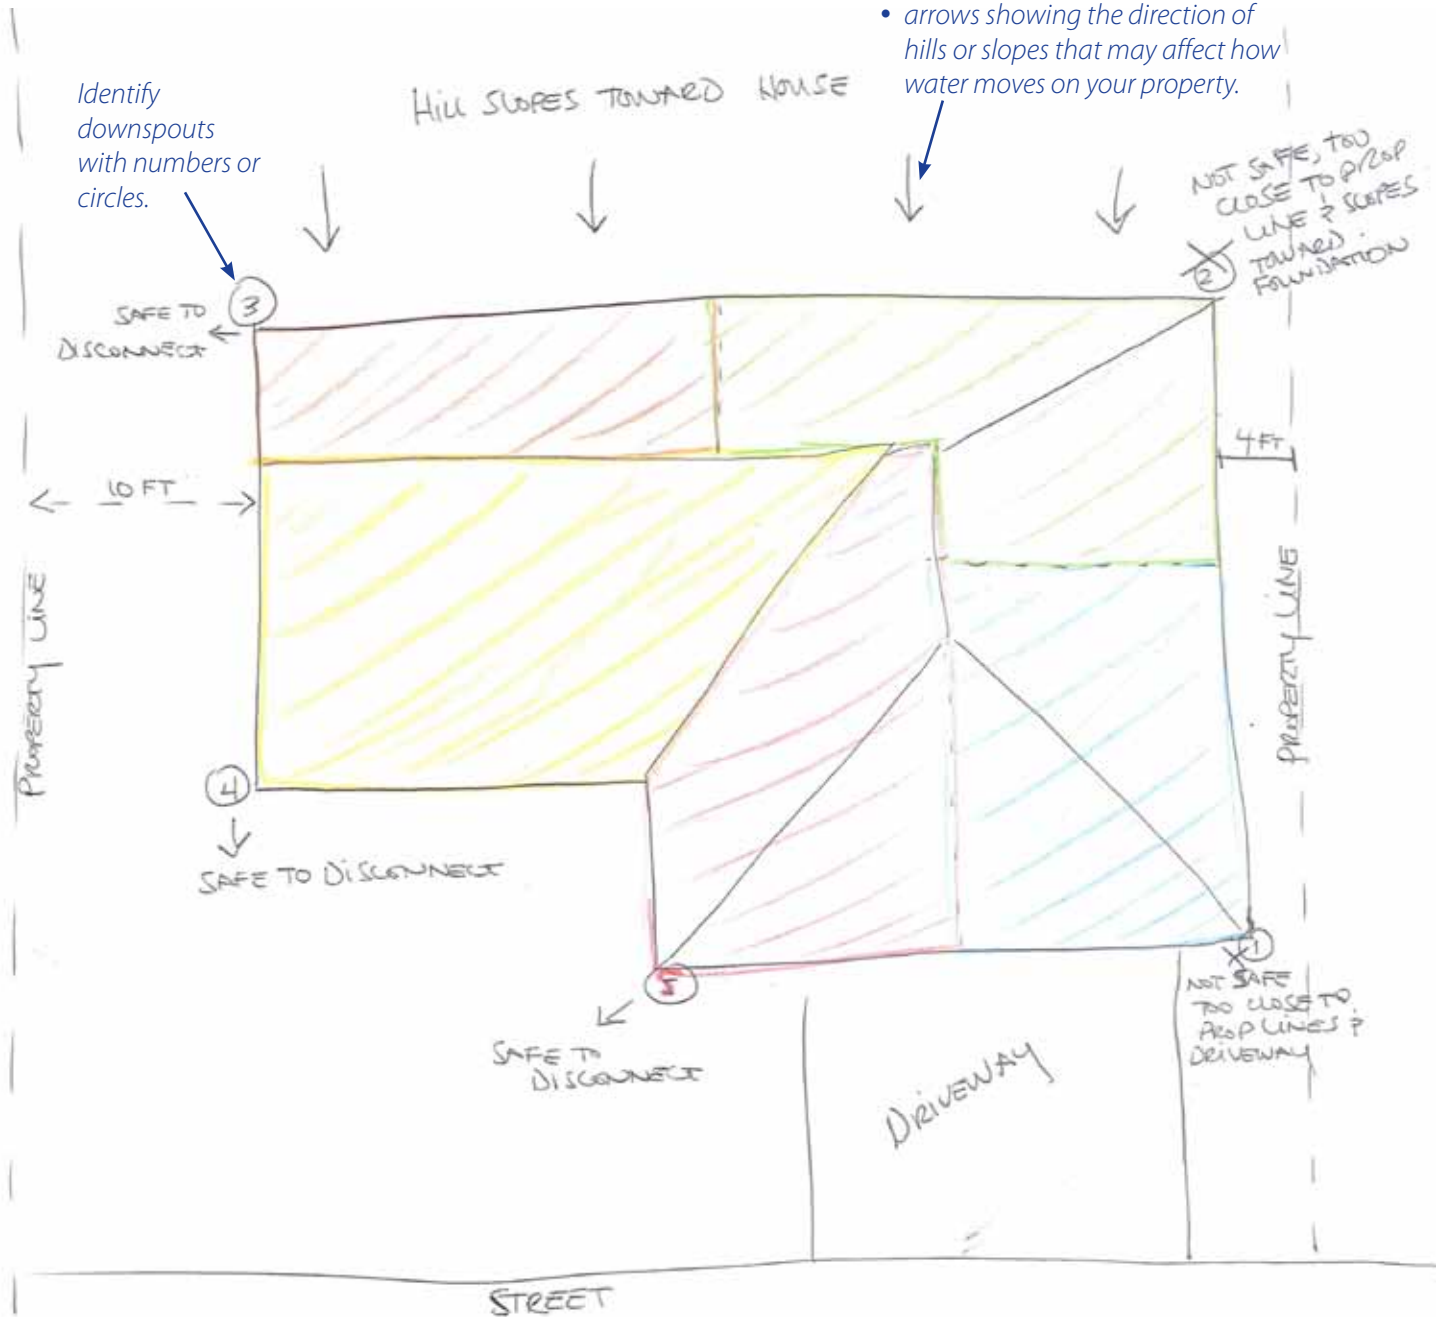 • arrows showing the direction of
hills or slopes that may affect how
water moves on your property.
Identify
downspouts
with numbers or
circles.
HILL SLOPES TOWARD HOUSE
NOT SAFE, TOO
CLOSE TO PROP
LINE & SLOPES
TOWARD
FOUNDATION
2
3
SAFE TO
DISCONNECT
4 FT
10 FT
PROPERTY LINE
PROPERTY LINE
4
SAFE TO DISCONNECT
1
NOT SAFE
TOO CLOSE TO
PROP LINES &
DRIVEWAY
5
SAFE TO
DISCONNECT
DRIVEWAY
STREET